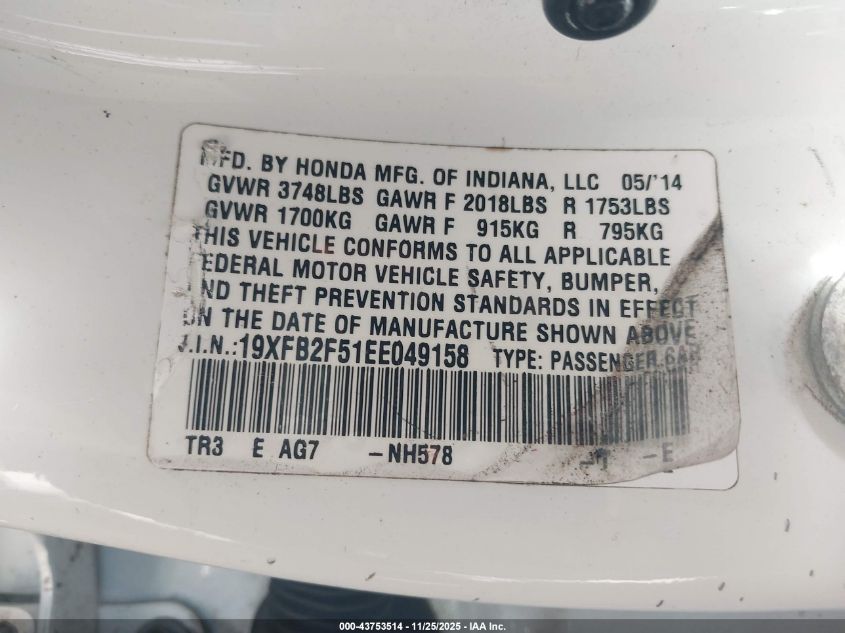 MFD. BY HONDA MFG. OF INDIANA, LLC 05/'14
GVWR 3748LBS GAWR F 2018LBS R 1753LBS
GVWR 1700KG GAWR F 915KG R 795KG
THIS VEHICLE CONFORMS TO ALL APPLICABLE
FEDERAL MOTOR VEHICLE SAFETY, BUMPER,
AND THEFT PREVENTION STANDARDS IN EFFECT
ON THE DATE OF MANUFACTURE SHOWN ABOVE
V.I.N.:19XFB2F51EE049158 TYPE: PASSENGER CAR
TR3 E AG7 -NH578 -E
000-43753514 - 11/25/2025 - IAA Inc.